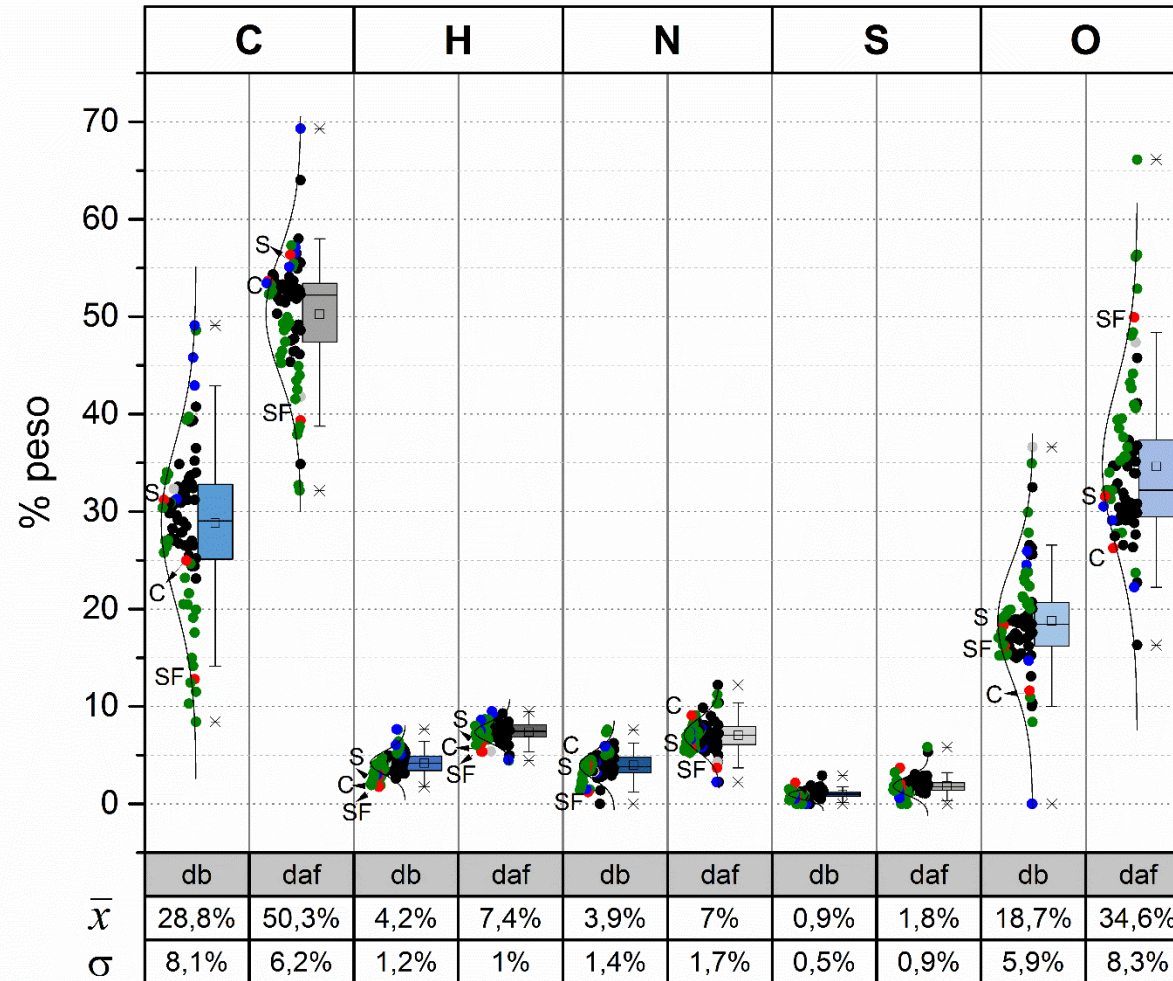 C H N S O
% peso
70
60
50
40
30
20
10
0
S
C
SF
S
C
SF
S
C
SF
S
C
SF
C
S
SF
C
S
SF
S
SF
C
SF
S
C
db daf db daf db daf db daf db daf
x̄ 28,8% 50,3% 4,2% 7,4% 3,9% 7% 0,9% 1,8% 18,7% 34,6%
σ 8,1% 6,2% 1,2% 1% 1,4% 1,7% 0,5% 0,9% 5,9% 8,3%